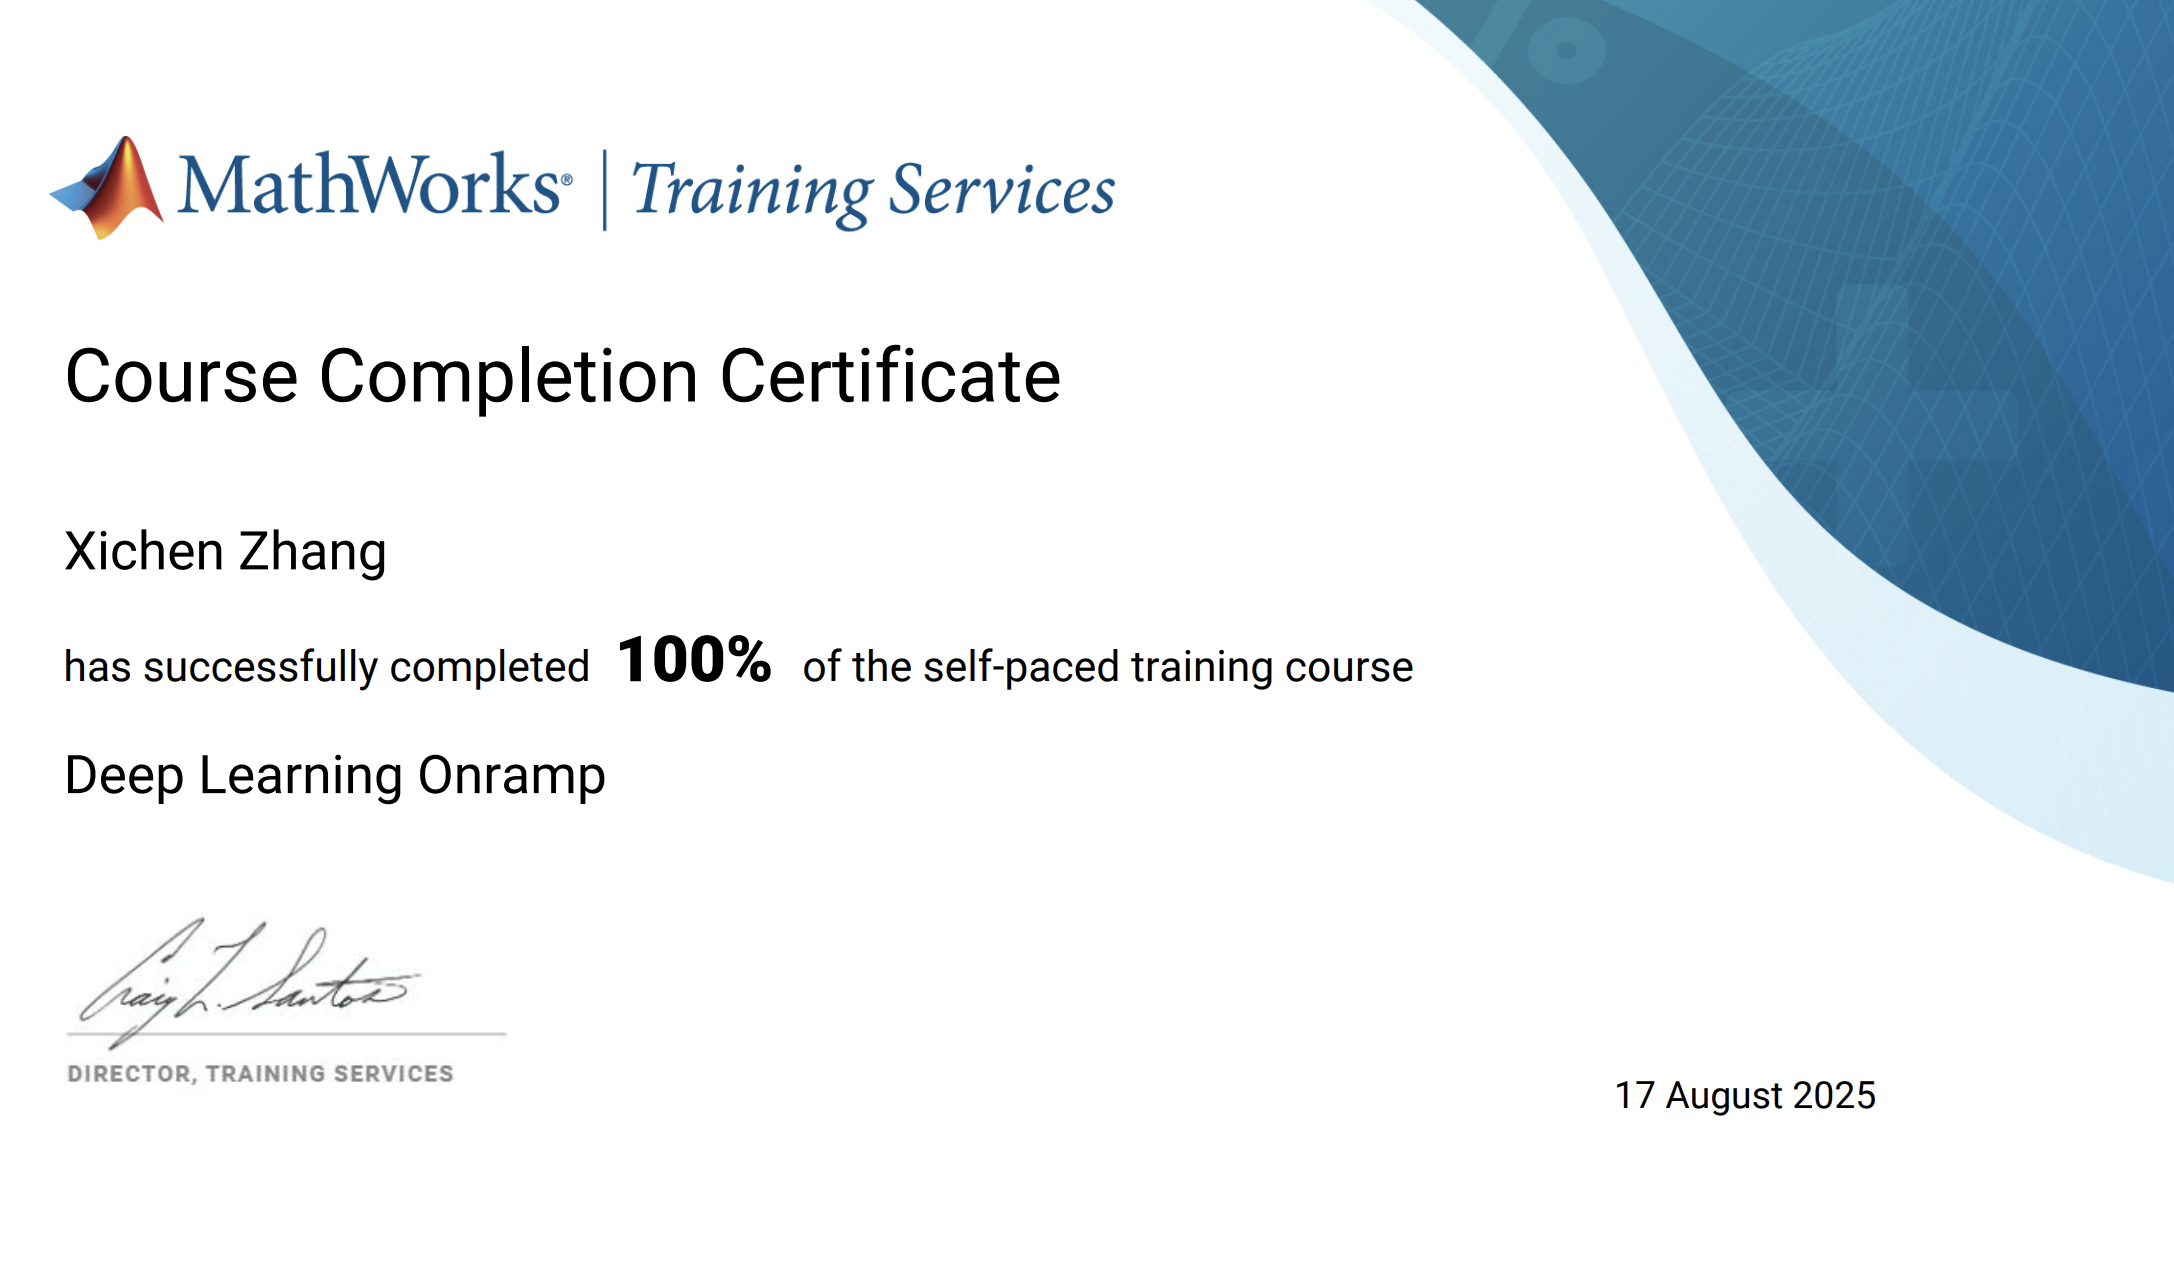 MathWorks® | Training Services
Course Completion Certificate
Xichen Zhang
has successfully completed 100% of the self-paced training course
Deep Learning Onramp
Craig L. Santos
DIRECTOR, TRAINING SERVICES
17 August 2025